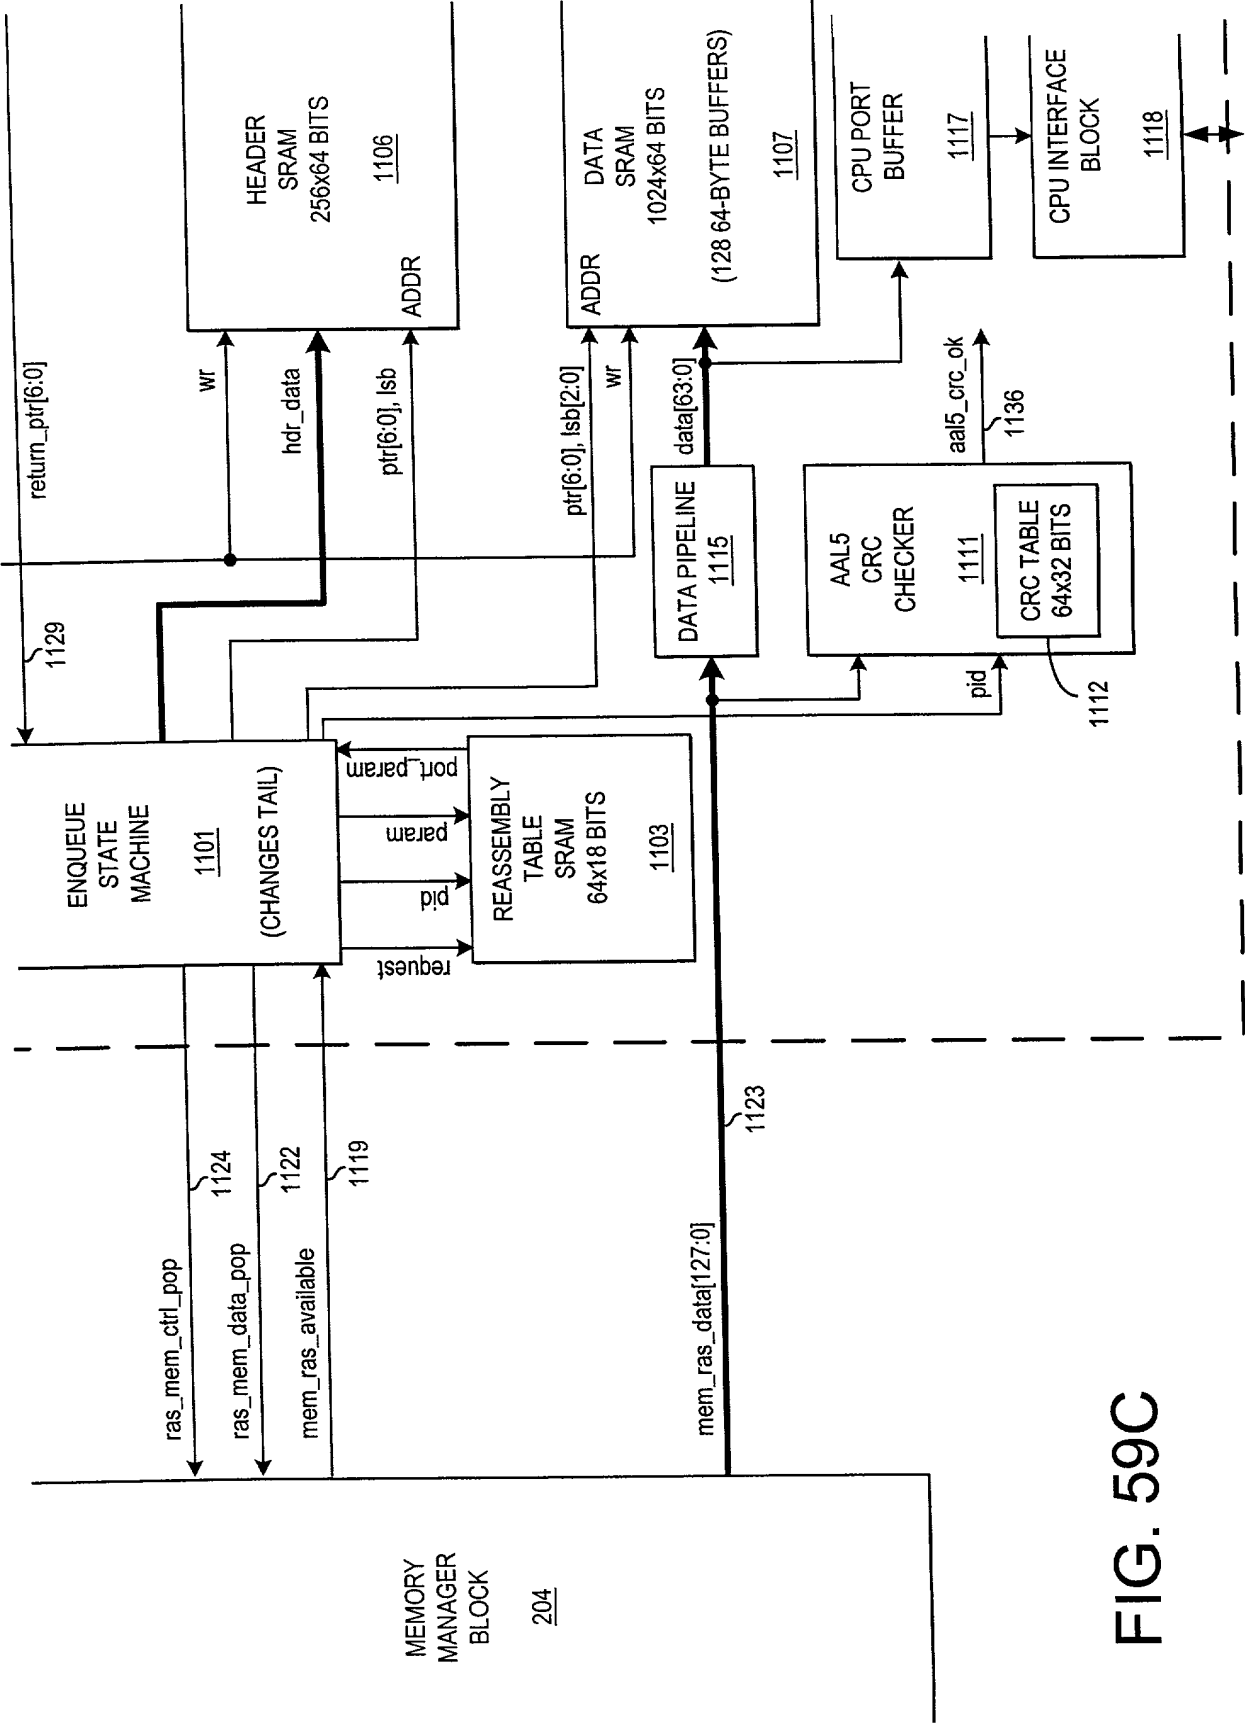 MEMORY
MANAGER
BLOCK
204
ras_mem_ctrl_pop
1124
ras_mem_data_pop
1122
mem_ras_available
1119
mem_ras_data[127:0]
1123
return_ptr[6:0]
1129
ENQUEUE
STATE
MACHINE
1101
(CHANGES TAIL)
request
pid
param
port_param
REASSEMBLY
TABLE
SRAM
64x18 BITS
1103
wr
hdr_data
ptr[6:0], lsb
HEADER
SRAM
256x64 BITS
1106
ADDR
ptr[6:0], lsb[2:0]
wr
ADDR
DATA
SRAM
1024x64 BITS
(128 64-BYTE BUFFERS)
1107
DATA PIPELINE
1115
data[63:0]
pid
AAL5
CRC
CHECKER
1111
CRC TABLE
64x32 BITS
1112
aal5_crc_ok
1136
CPU PORT
BUFFER
1117
CPU INTERFACE
BLOCK
1118
FIG. 59C